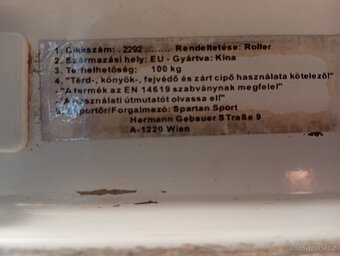 1. Cikkszám: . 2292......... Rendeltetése: Roller
2. Származási hely: EU - Gyártva: Kína
3. Terhelhetőség; 100 kg
4. "Térd-, könyök-, fejvédő és zárt cipő használata kötelező!"
- "A termék az EN 14619 szabványnak megfelel"
- "A használati útmutatót olvassa el!"
Importőr/Forgalmazó: Spartan Sport
Hermann Gebauer STraße 9
A-1220 Wien